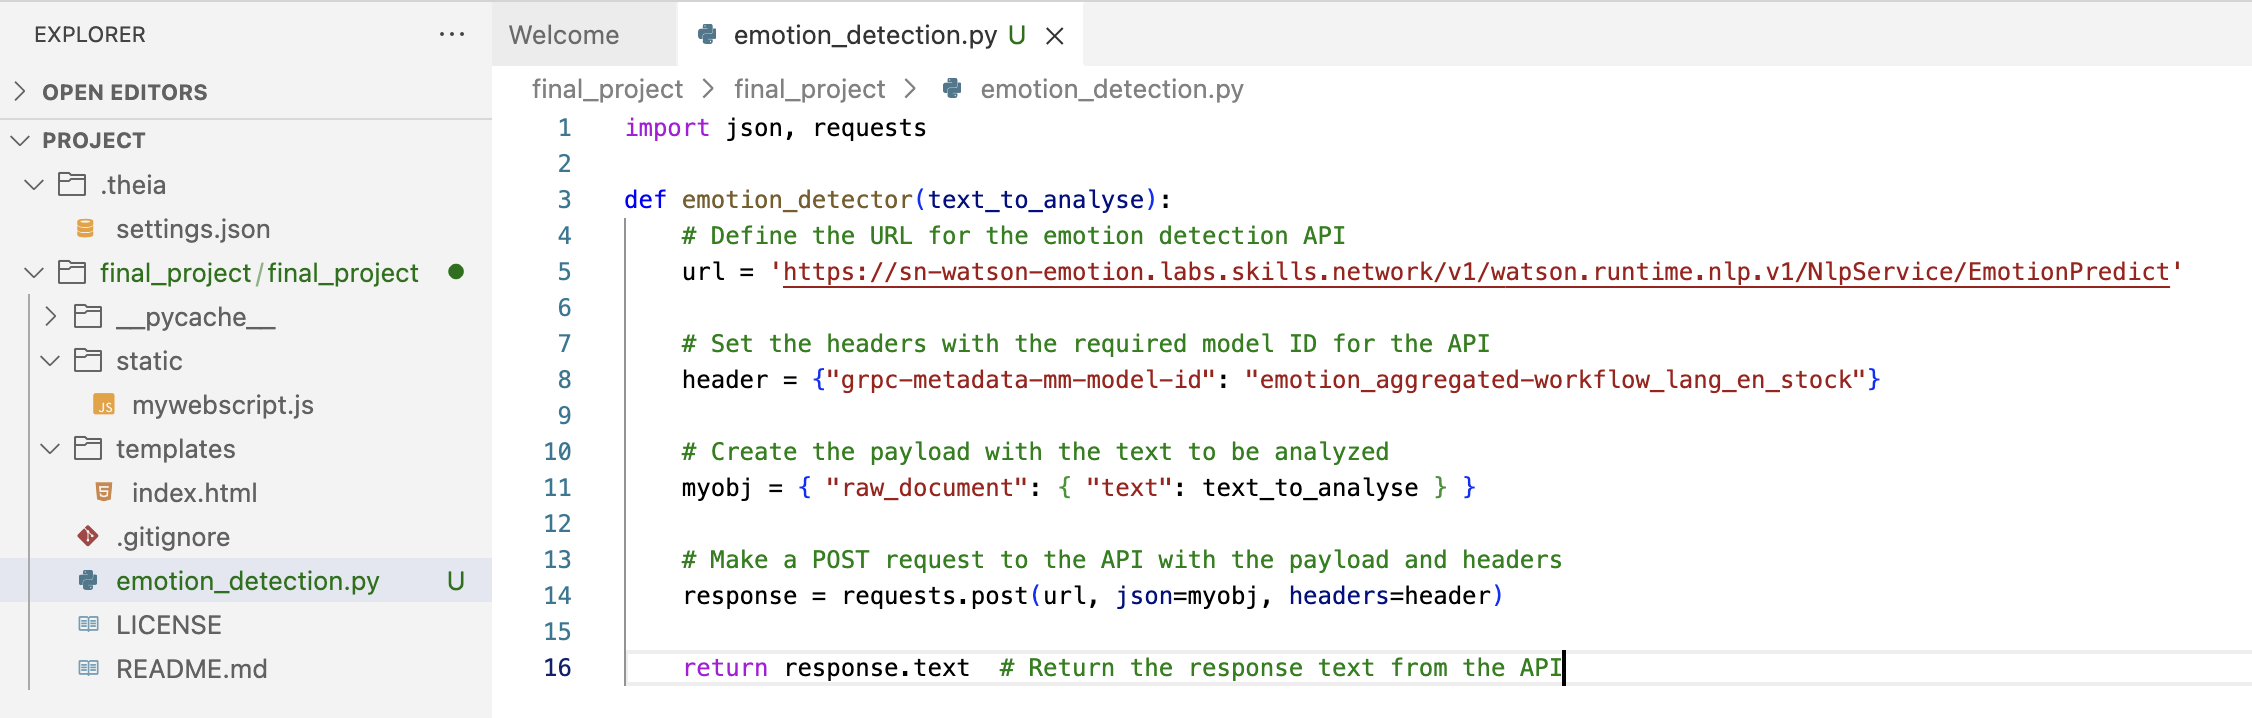 EXPLORER
OPEN EDITORS
PROJECT
.theia
settings.json
final_project/final_project
__pycache__
static
mywebscript.js
templates
index.html
.gitignore
emotion_detection.py U
LICENSE
README.md
Welcome
emotion_detection.py U
final_project > final_project > emotion_detection.py
1 import json, requests
2
3 def emotion_detector(text_to_analyse):
4     # Define the URL for the emotion detection API
5     url = 'https://sn-watson-emotion.labs.skills.network/v1/watson.runtime.nlp.v1/NlpService/EmotionPredict'
6
7     # Set the headers with the required model ID for the API
8     header = {"grpc-metadata-mm-model-id": "emotion_aggregated-workflow_lang_en_stock"}
9
10     # Create the payload with the text to be analyzed
11     myobj = { "raw_document": { "text": text_to_analyse } }
12
13     # Make a POST request to the API with the payload and headers
14     response = requests.post(url, json=myobj, headers=header)
15
16     return response.text  # Return the response text from the API